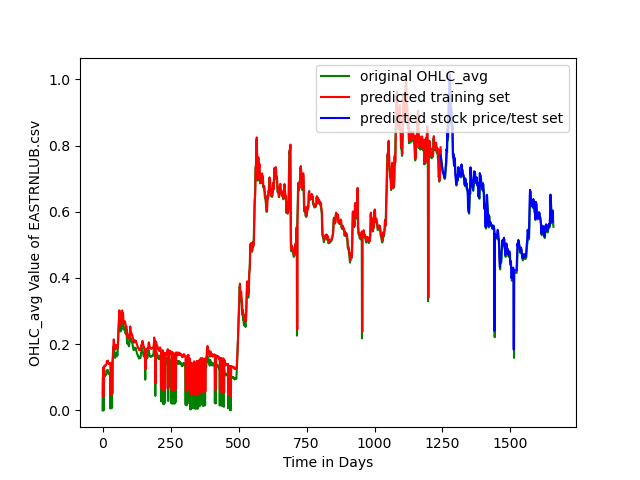 original OHLC_avg
predicted training set
predicted stock price/test set
OHLC_avg Value of EASTRNLUB.csv
1.0
0.8
0.6
0.4
0.2
0.0
0 250 500 750 1000 1250 1500
Time in Days